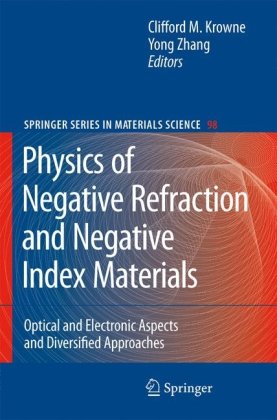 Clifford M. Krowne
Yong Zhang
Editors
SPRINGER SERIES IN MATERIALS SCIENCE 98
Physics of
Negative Refraction
and Negative
Index Materials
Optical and Electronic Aspects
and Diversified Approaches
Springer